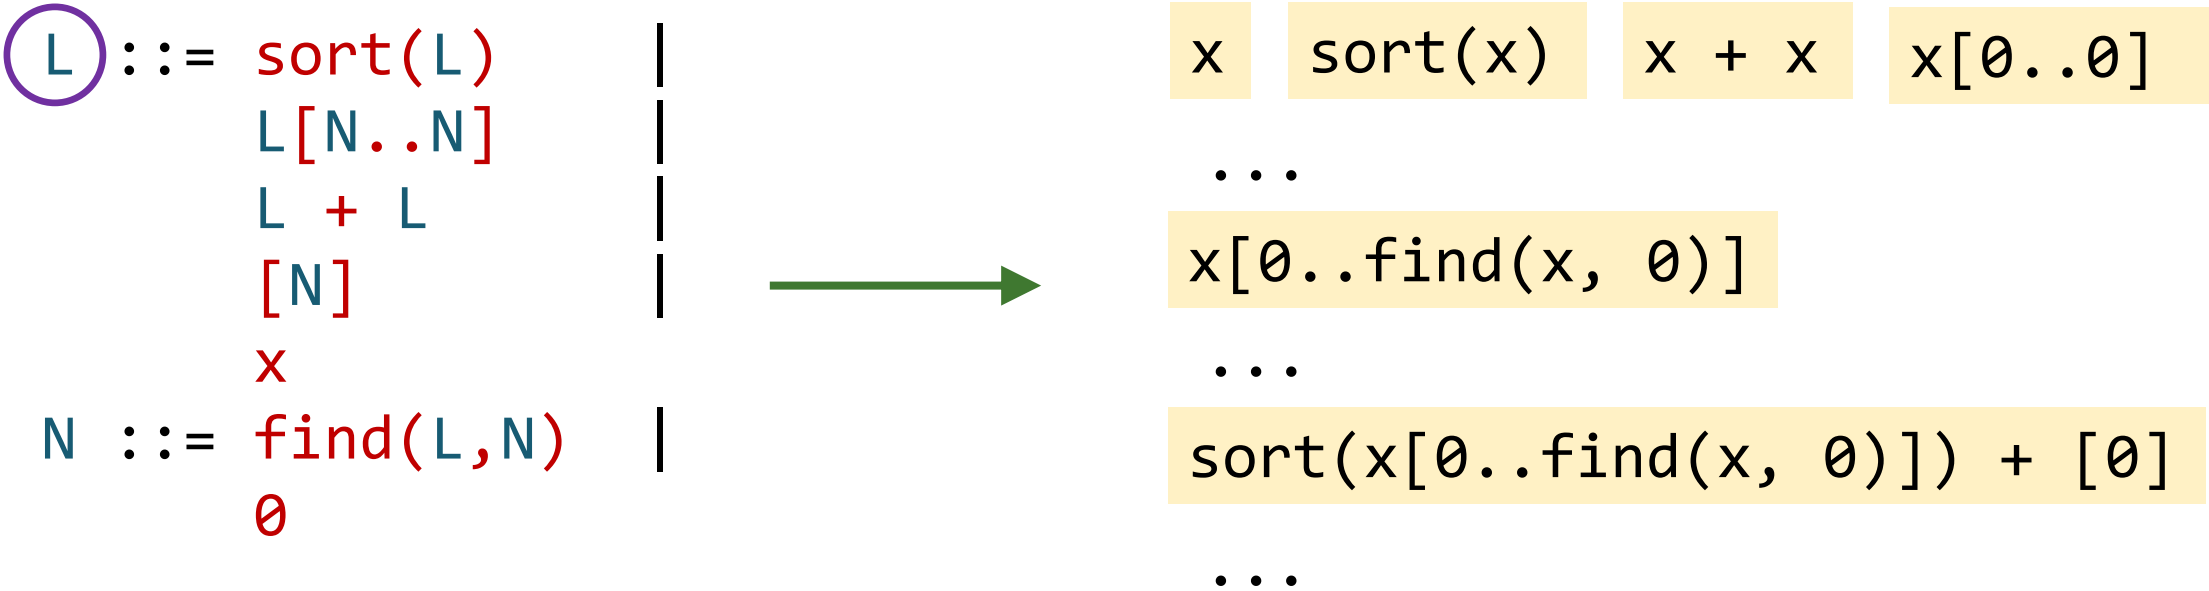 L ::= sort(L) |
L[N..N] |
L + L |
[N] |
x
N ::= find(L,N) |
0
x sort(x) x + x x[0..0]
...
x[0..find(x, 0)]
...
sort(x[0..find(x, 0)]) + [0]
...